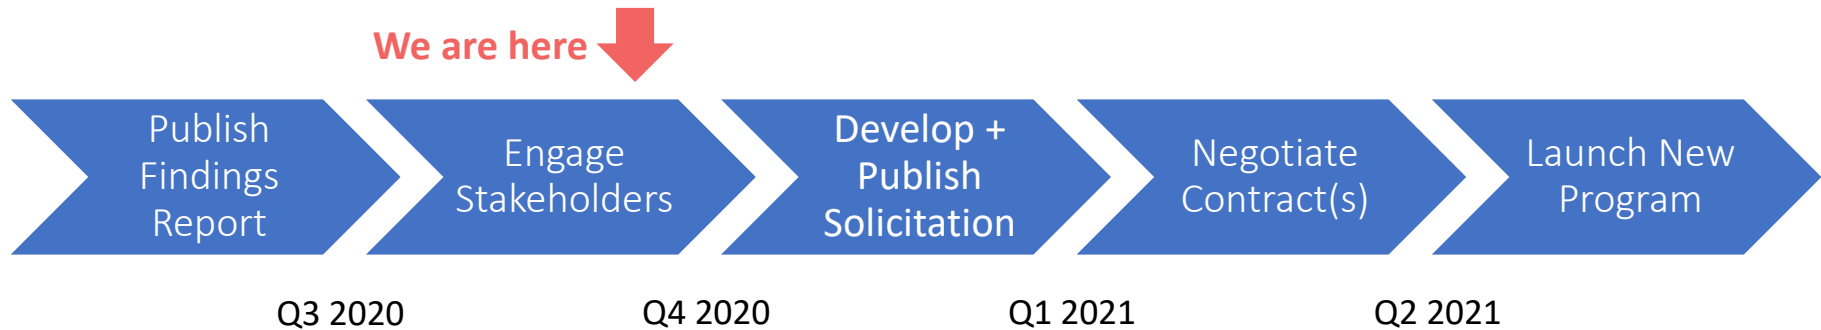 We are here
Publish
Findings
Report
Engage
Stakeholders
Develop +
Publish
Solicitation
Negotiate
Contract(s)
Launch New
Program
Q3 2020
Q4 2020
Q1 2021
Q2 2021